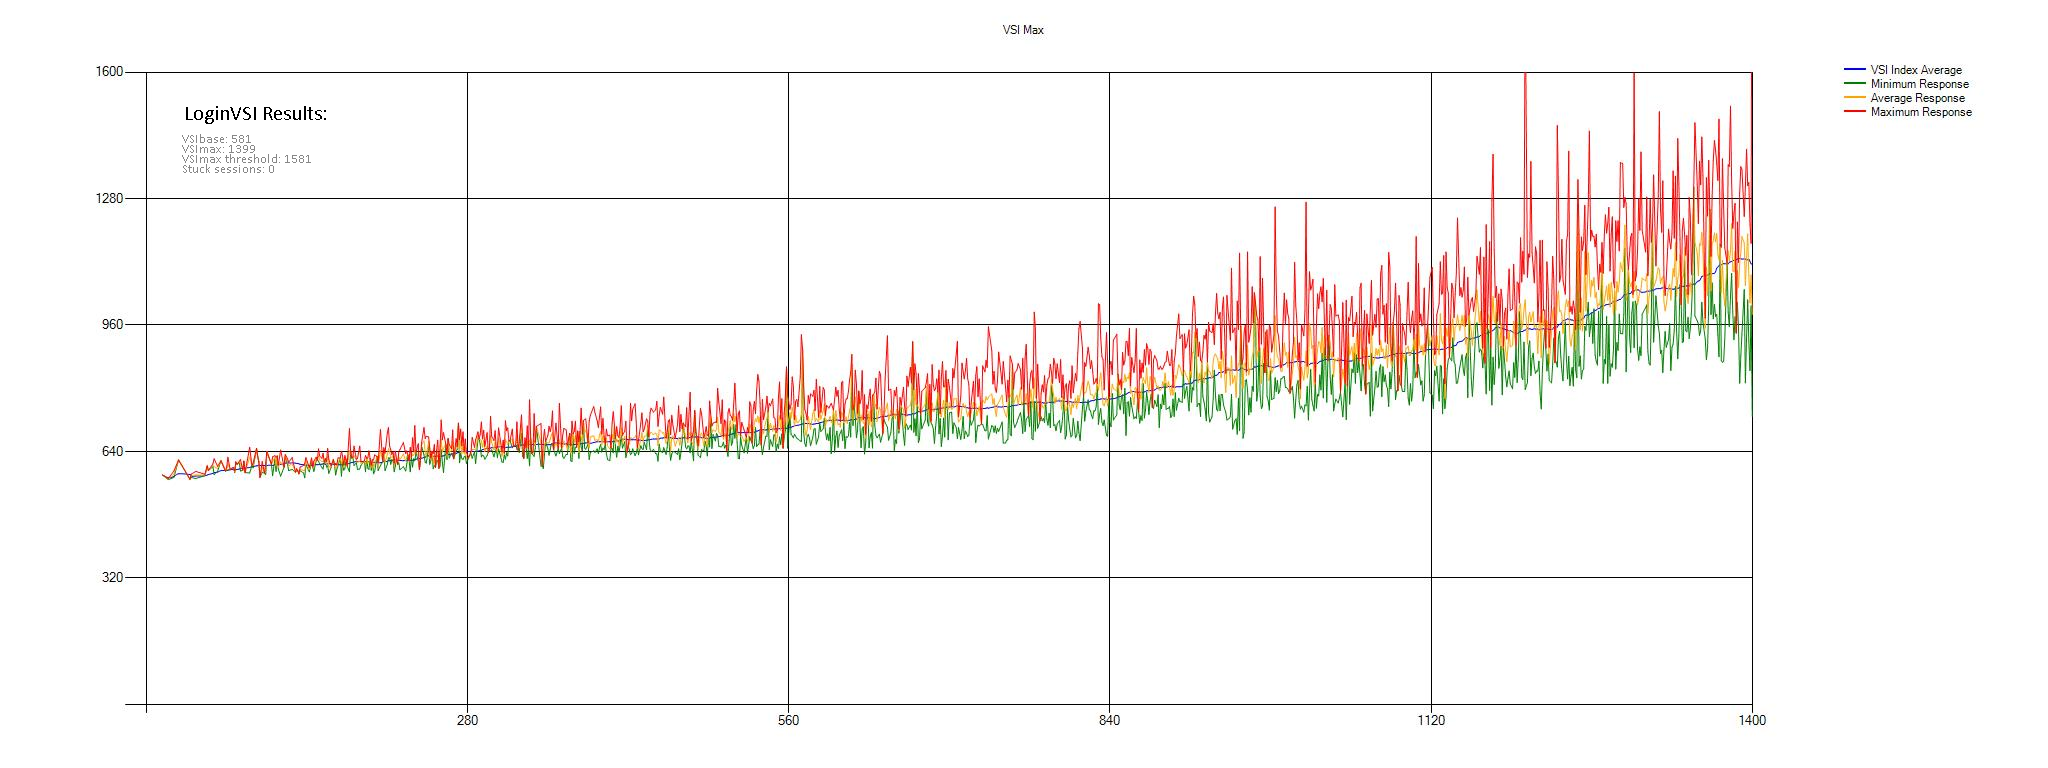 VSI Max
1600
1280
960
640
320
280
560
840
1120
1400
LoginVSI Results:
VSIbase: 581
VSImax: 1399
VSImax threshold: 1581
Stuck sessions: 0
VSI Index Average
Minimum Response
Average Response
Maximum Response